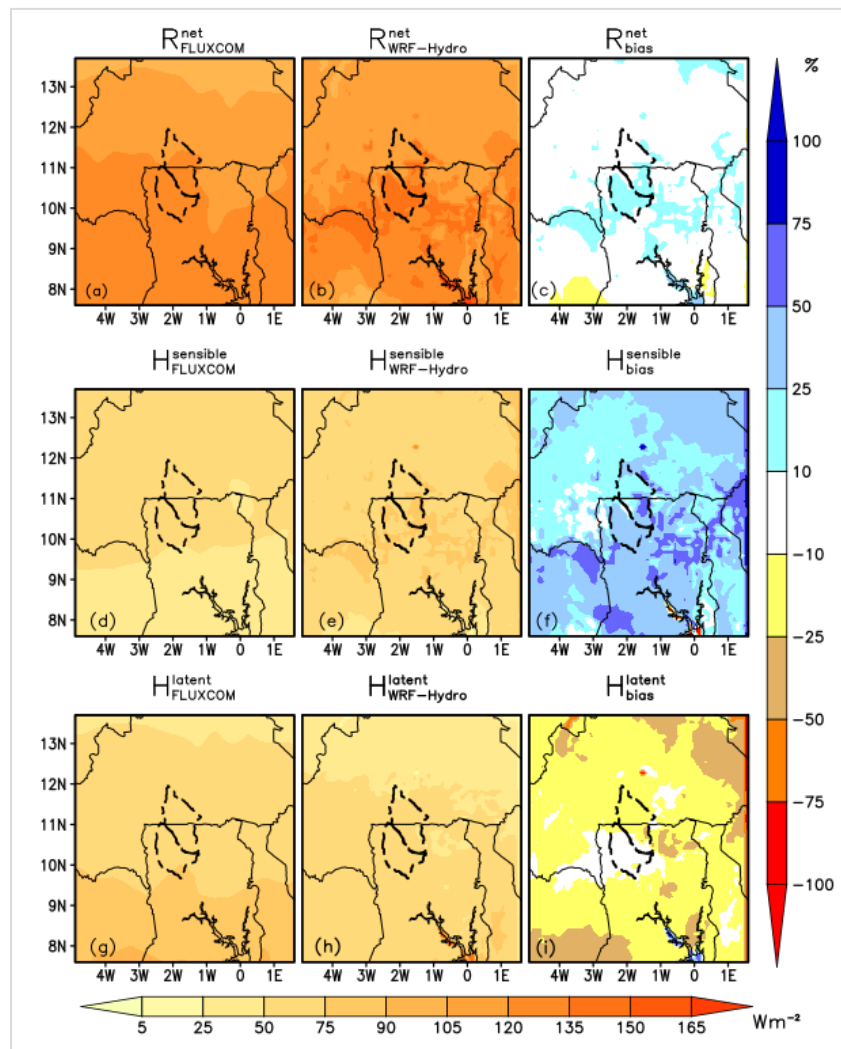 R net FLUXCOM R net WRF-Hydro R net bias
%
13N
12N
11N
10N
9N
8N
(a) (b) (c)
4W 3W 2W 1W 0 1E 4W 3W 2W 1W 0 1E 4W 3W 2W 1W 0 1E
H sensible FLUXCOM H sensible WRF-Hydro H sensible bias
13N
12N
11N
10N
9N
8N
(d) (e) (f)
4W 3W 2W 1W 0 1E 4W 3W 2W 1W 0 1E 4W 3W 2W 1W 0 1E
H latent FLUXCOM H latent WRF-Hydro H latent bias
13N
12N
11N
10N
9N
8N
(g) (h) (i)
4W 3W 2W 1W 0 1E 4W 3W 2W 1W 0 1E 4W 3W 2W 1W 0 1E
100
75
50
25
10
−10
−25
−50
−75
−100
5 25 50 75 90 105 120 135 150 165 Wm⁻²